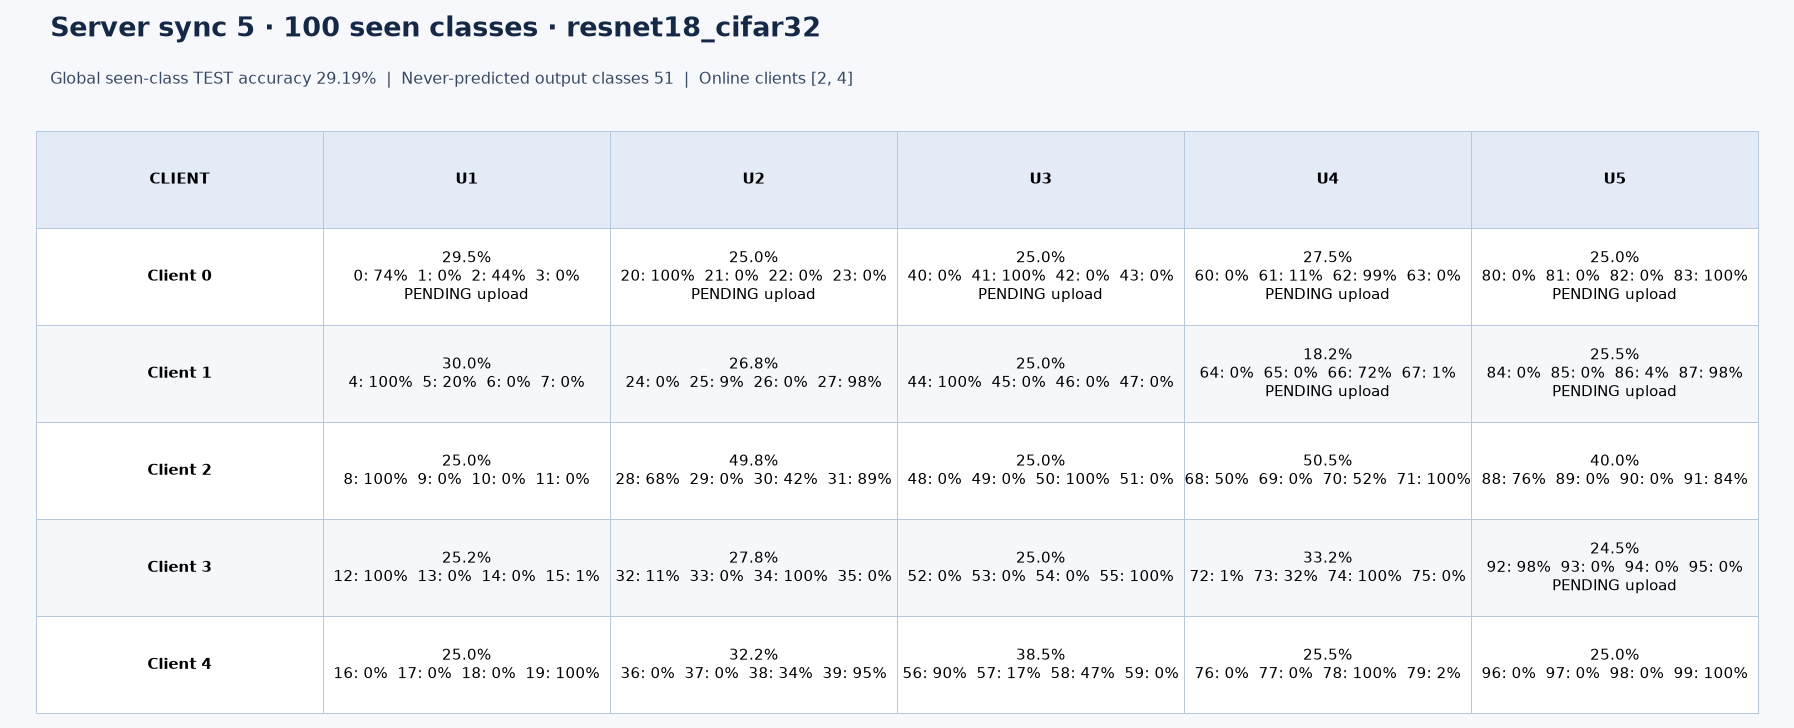 Server sync 5 · 100 seen classes · resnet18_cifar32
Global seen-class TEST accuracy 29.19% | Never-predicted output classes 51 | Online clients [2, 4]
CLIENT U1 U2 U3 U4 U5
Client 0
29.5%
0: 74% 1: 0% 2: 44% 3: 0%
PENDING upload
25.0%
20: 100% 21: 0% 22: 0% 23: 0%
PENDING upload
25.0%
40: 0% 41: 100% 42: 0% 43: 0%
PENDING upload
27.5%
60: 0% 61: 11% 62: 99% 63: 0%
PENDING upload
25.0%
80: 0% 81: 0% 82: 0% 83: 100%
PENDING upload
Client 1
30.0%
4: 100% 5: 20% 6: 0% 7: 0%
26.8%
24: 0% 25: 9% 26: 0% 27: 98%
25.0%
44: 100% 45: 0% 46: 0% 47: 0%
18.2%
64: 0% 65: 0% 66: 72% 67: 1%
PENDING upload
25.5%
84: 0% 85: 0% 86: 4% 87: 98%
PENDING upload
Client 2
25.0%
8: 100% 9: 0% 10: 0% 11: 0%
49.8%
28: 68% 29: 0% 30: 42% 31: 89%
25.0%
48: 0% 49: 0% 50: 100% 51: 0%
50.5%
68: 50% 69: 0% 70: 52% 71: 100%
40.0%
88: 76% 89: 0% 90: 0% 91: 84%
Client 3
25.2%
12: 100% 13: 0% 14: 0% 15: 1%
27.8%
32: 11% 33: 0% 34: 100% 35: 0%
25.0%
52: 0% 53: 0% 54: 0% 55: 100%
33.2%
72: 1% 73: 32% 74: 100% 75: 0%
24.5%
92: 98% 93: 0% 94: 0% 95: 0%
PENDING upload
Client 4
25.0%
16: 0% 17: 0% 18: 0% 19: 100%
32.2%
36: 0% 37: 0% 38: 34% 39: 95%
38.5%
56: 90% 57: 17% 58: 47% 59: 0%
25.5%
76: 0% 77: 0% 78: 100% 79: 2%
25.0%
96: 0% 97: 0% 98: 0% 99: 100%